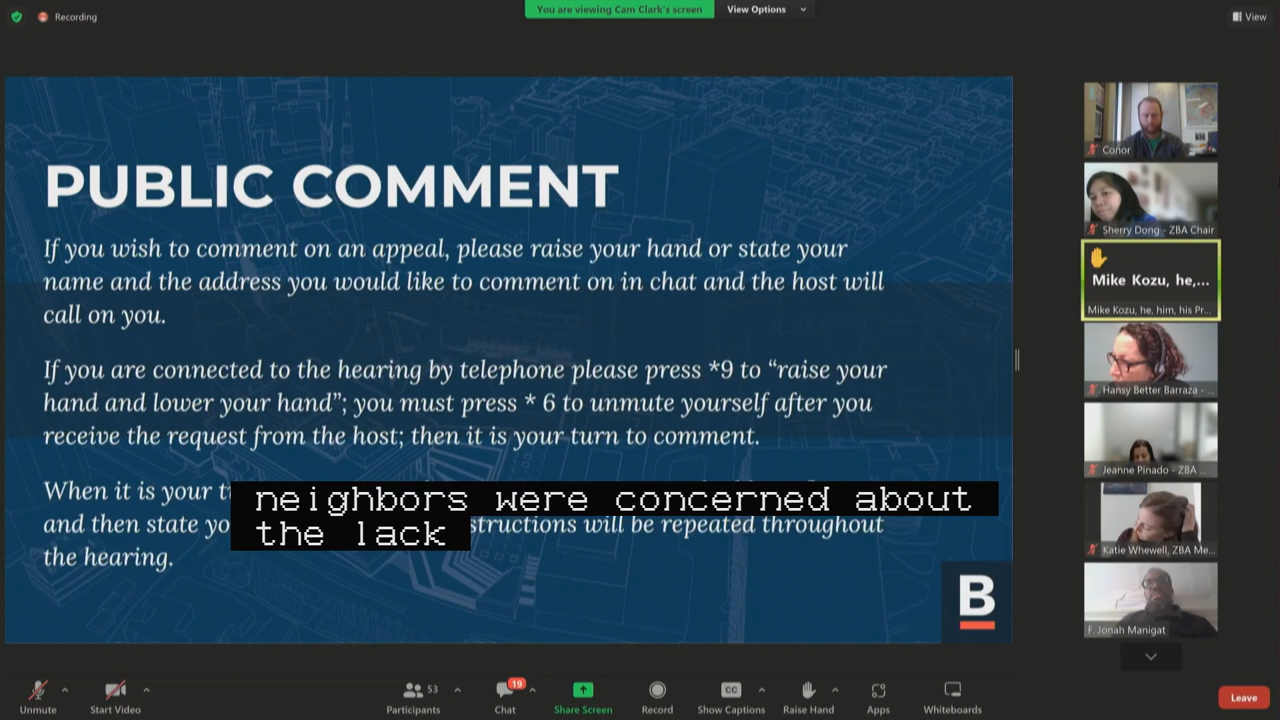 Recording
You are viewing Cam Clark's screen
View Options
View
PUBLIC COMMENT
If you wish to comment on an appeal, please raise your hand or state your
name and the address you would like to comment on in chat and the host will
call on you.
If you are connected to the hearing by telephone please press *9 to “raise your
hand and lower your hand”; you must press * 6 to unmute yourself after you
receive the request from the host; then it is your turn to comment.
When it is your
and then state
will be repeated throughout
the hearing.
neighbors were concerned about
the lack
B
Conor
Sherry Dong - ZBA Chair
Mike Kozu, he,...
Mike Kozu, he, him, his Pr...
Hansy Better Barraza - ...
Jeanne Pinado - ZBA ...
Katie Whewell, ZBA Me...
F. Jonah Manigat
Unmute
Start Video
53
Participants
19
Chat
Share Screen
Record
CC
Show Captions
Raise Hand
Apps
Whiteboards
Leave